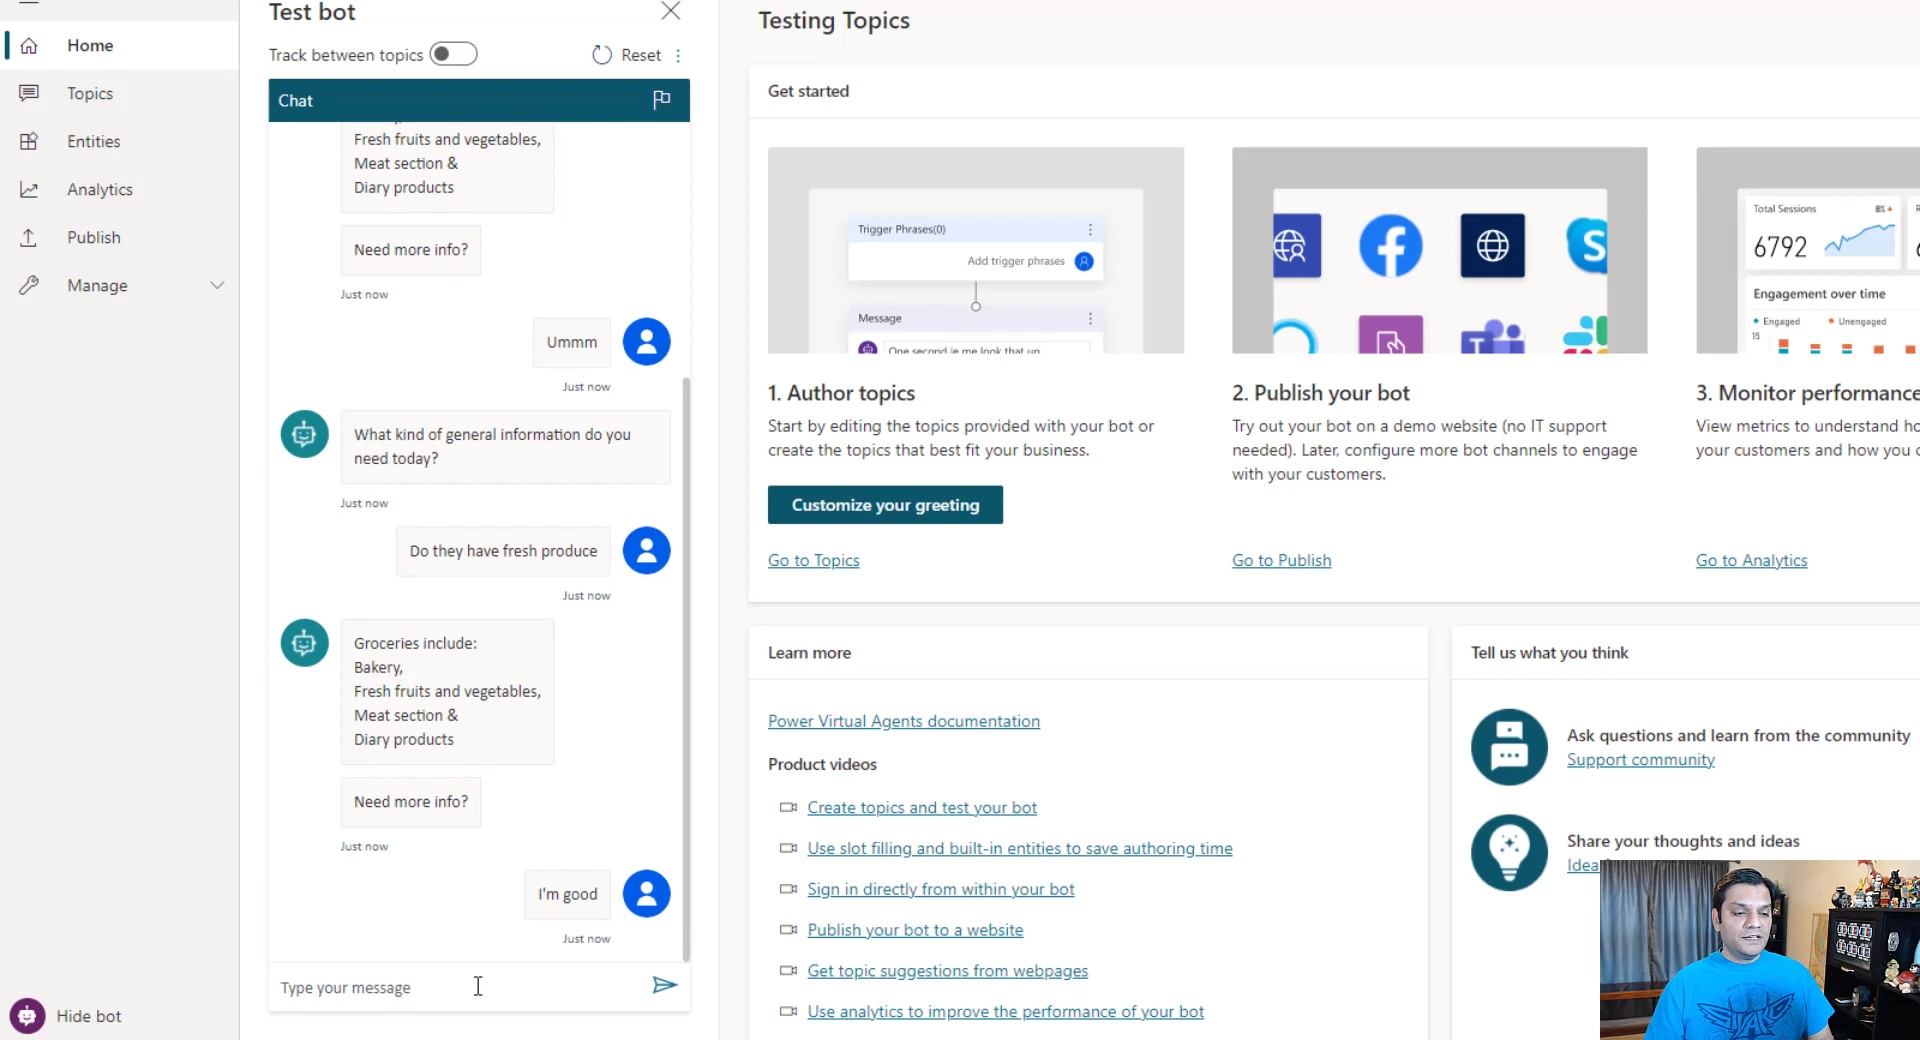 Test bot
Track between topics
Reset
Chat
Fresh fruits and vegetables,
Meat section &
Diary products
Need more info?
Just now
Ummm
Just now
What kind of general information do you
need today?
Just now
Do they have fresh produce
Just now
Groceries include:
Bakery,
Fresh fruits and vegetables,
Meat section &
Diary products
Need more info?
Just now
I'm good
Just now
Type your message
Home
Topics
Entities
Analytics
Publish
Manage
Hide bot
Testing Topics
Get started
Trigger Phrases(0)
Add trigger phrases
Message
One second le me look that up
1. Author topics
Start by editing the topics provided with your bot or
create the topics that best fit your business.
Customize your greeting
Go to Topics
2. Publish your bot
Try out your bot on a demo website (no IT support
needed). Later, configure more bot channels to engage
with your customers.
Go to Publish
Total Sessions
8%
6792
Engagement over time
Engaged
Unengaged
15
3. Monitor performance
View metrics to understand
your customers and how you
Go to Analytics
Learn more
Power Virtual Agents documentation
Product videos
Create topics and test your bot
Use slot filling and built-in entities to save authoring time
Sign in directly from within your bot
Publish your bot to a website
Get topic suggestions from webpages
Use analytics to improve the performance of your bot
Tell us what you think
Ask questions and learn from the community
Support community
Share your thoughts and ideas
Idea